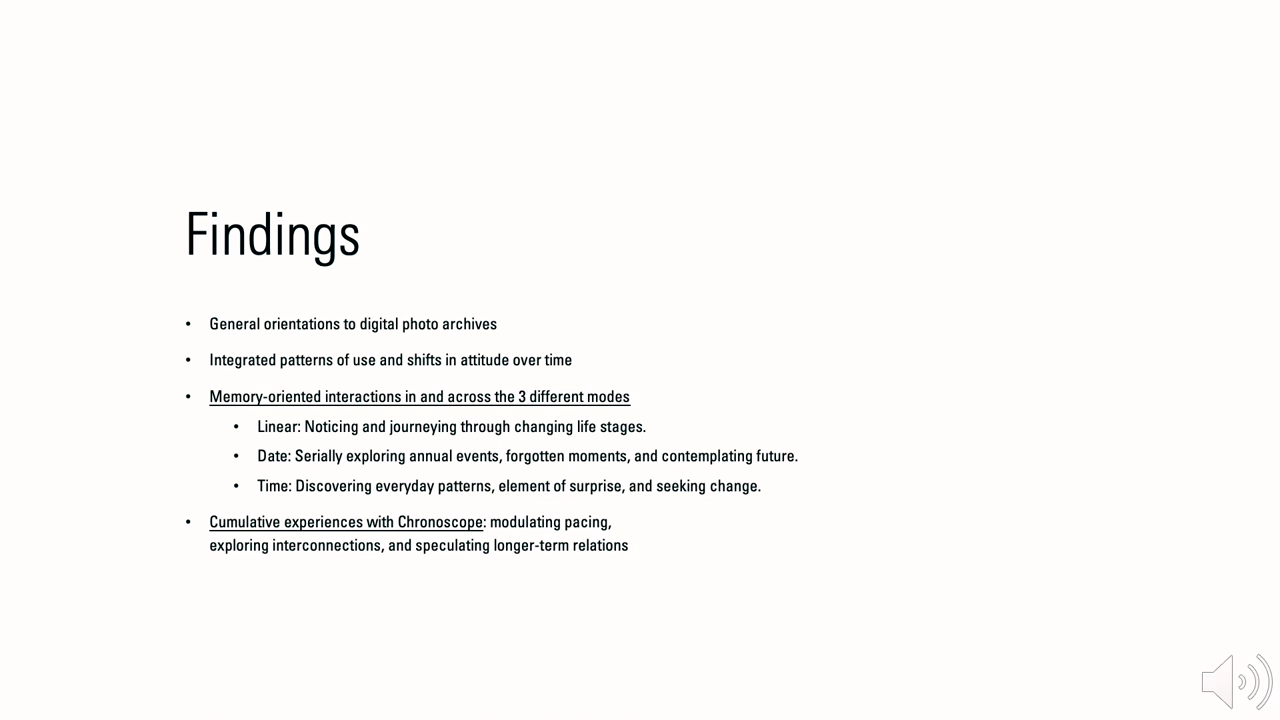 Findings
• General orientations to digital photo archives
• Integrated patterns of use and shifts in attitude over time
• Memory-oriented interactions in and across the 3 different modes
• Linear: Noticing and journeying through changing life stages.
• Date: Serially exploring annual events, forgotten moments, and contemplating future.
• Time: Discovering everyday patterns, element of surprise, and seeking change.
• Cumulative experiences with Chronoscope: modulating pacing,
exploring interconnections, and speculating longer-term relations